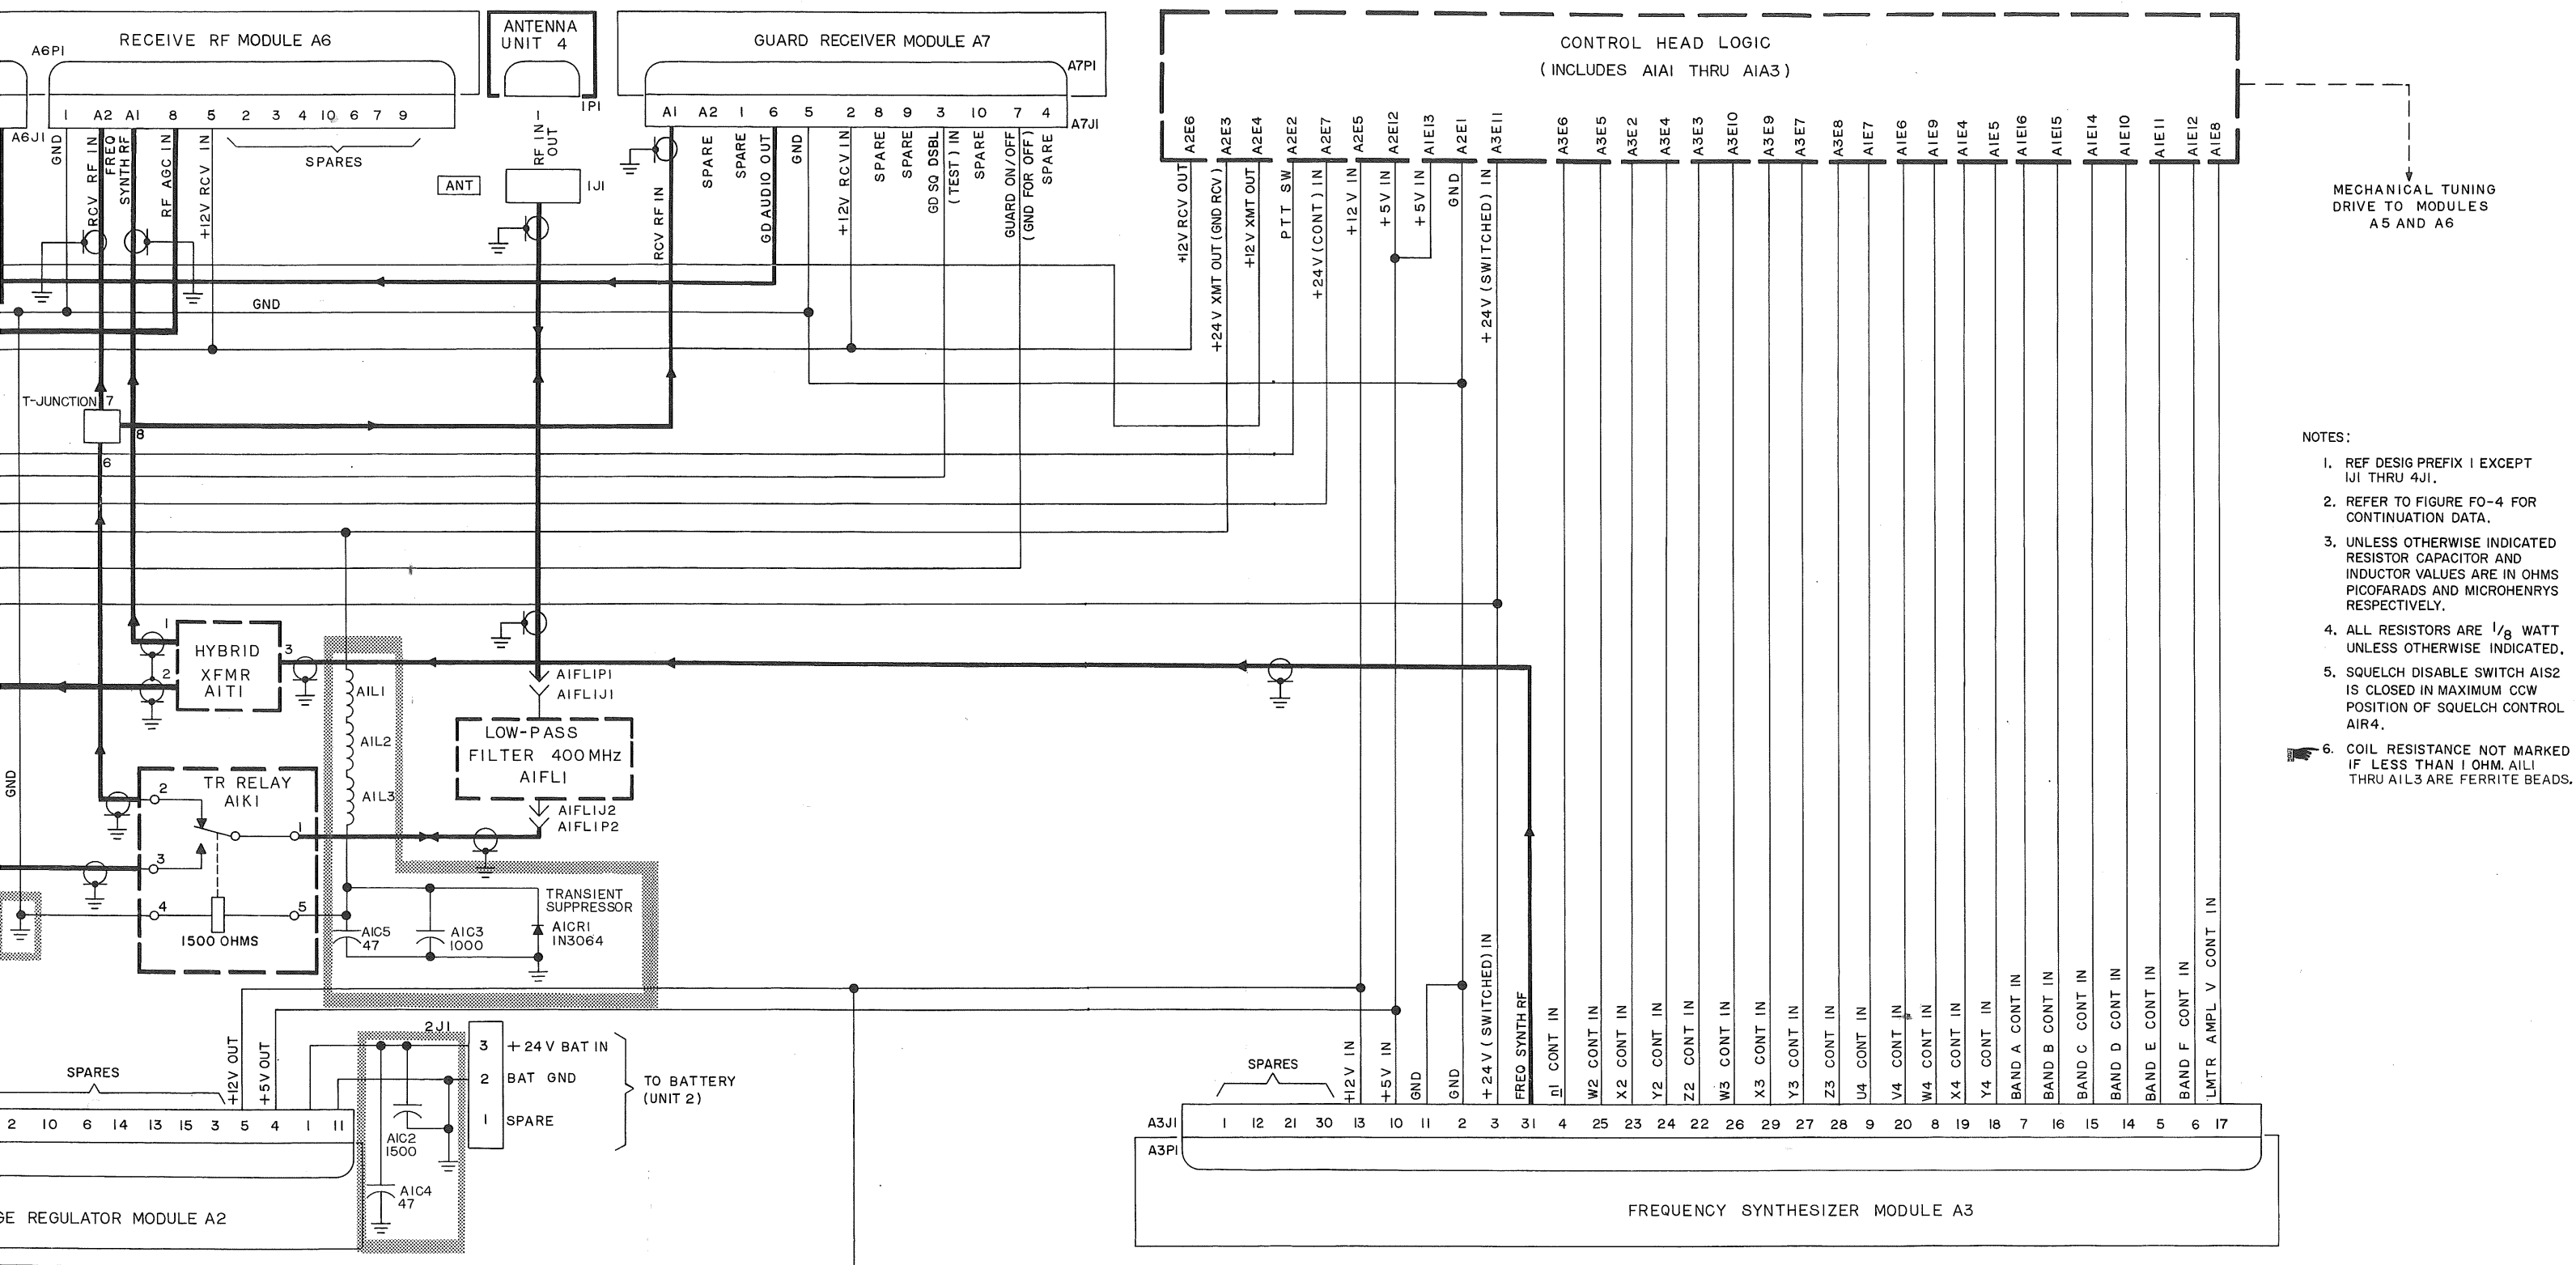 RECEIVE RF MODULE A6
A6P1
A6J1
1 A2 A1 8 5 2 3 4 10 6 7 9
GND
RCV RF IN
FREQ
SYNTH RF
RF AGC IN
+12V RCV IN
SPARES
ANTENNA
UNIT 4
1P1
1
RF IN
OUT
ANT
1J1
GUARD RECEIVER MODULE A7
A7P1
A7J1
A1 A2 1 6 5 2 8 9 3 10 7 4
RCV RF IN
SPARE
SPARE
GD AUDIO OUT
GND
+12V RCV IN
SPARE
SPARE
GD SQ DSBL
(TEST) IN
SPARE
GUARD ON/OFF
(GND FOR OFF)
SPARE
CONTROL HEAD LOGIC
(INCLUDES A1A1 THRU A1A3)
A2E6 A2E3 A2E4 A2E2 A2E7 A2E5 A2E12 A1E13 A2E1 A3E11 A3E6 A3E5 A3E2 A3E4 A3E3 A3E10 A3E9 A3E7 A3E8 A1E7 A1E6 A1E9 A1E4 A1E5 A1E16 A1E15 A1E14 A1E10 A1E11 A1E12 A1E8
+12V RCV OUT
+24V XMT OUT (GND RCV)
+12V XMT OUT
PTT SW
+24V (CONT) IN
+12V IN
+5V IN
+5V IN
GND
+24V (SWITCHED) IN
MECHANICAL TUNING
DRIVE TO MODULES
A5 AND A6
GND
T-JUNCTION 7
8
6
HYBRID
XFMR
A1T1
1
2
3
A1L1
A1L2
A1L3
A1FL1P1
A1FL1J1
LOW-PASS
FILTER 400 MHz
A1FL1
A1FL1J2
A1FL1P2
TR RELAY
A1K1
2
1
3
4
5
1500 OHMS
GND
A1C5
47
A1C3
1000
TRANSIENT
SUPPRESSOR
A1CR1
1N3064
NOTES:
1. REF DESIG PREFIX 1 EXCEPT
1J1 THRU 4J1.
2. REFER TO FIGURE FO-4 FOR
CONTINUATION DATA.
3. UNLESS OTHERWISE INDICATED
RESISTOR CAPACITOR AND
INDUCTOR VALUES ARE IN OHMS
PICOFARADS AND MICROHENRYS
RESPECTIVELY.
4. ALL RESISTORS ARE 1/8 WATT
UNLESS OTHERWISE INDICATED.
5. SQUELCH DISABLE SWITCH A1S2
IS CLOSED IN MAXIMUM CCW
POSITION OF SQUELCH CONTROL
A1R4.
6. COIL RESISTANCE NOT MARKED
IF LESS THAN 1 OHM. A1L1
THRU A1L3 ARE FERRITE BEADS.
SPARES
+12V OUT
+5V OUT
2 10 6 14 13 15 3 5 4 1 11
GE REGULATOR MODULE A2
2J1
3 +24V BAT IN
2 BAT GND
1 SPARE
TO BATTERY
(UNIT 2)
A1C2
1500
A1C4
47
SPARES
+12V IN
+5V IN
GND
GND
+24V (SWITCHED) IN
FREQ SYNTH RF
n1 CONT IN
W2 CONT IN
X2 CONT IN
Y2 CONT IN
Z2 CONT IN
W3 CONT IN
X3 CONT IN
Y3 CONT IN
Z3 CONT IN
U4 CONT IN
V4 CONT IN
W4 CONT IN
X4 CONT IN
Y4 CONT IN
BAND A CONT IN
BAND B CONT IN
BAND C CONT IN
BAND D CONT IN
BAND E CONT IN
BAND F CONT IN
LMTR AMPL V CONT IN
A3J1
1 12 21 30 13 10 11 2 3 31 4 25 23 24 22 26 29 27 28 9 20 8 19 18 7 16 15 14 5 6 17
A3P1
FREQUENCY SYNTHESIZER MODULE A3